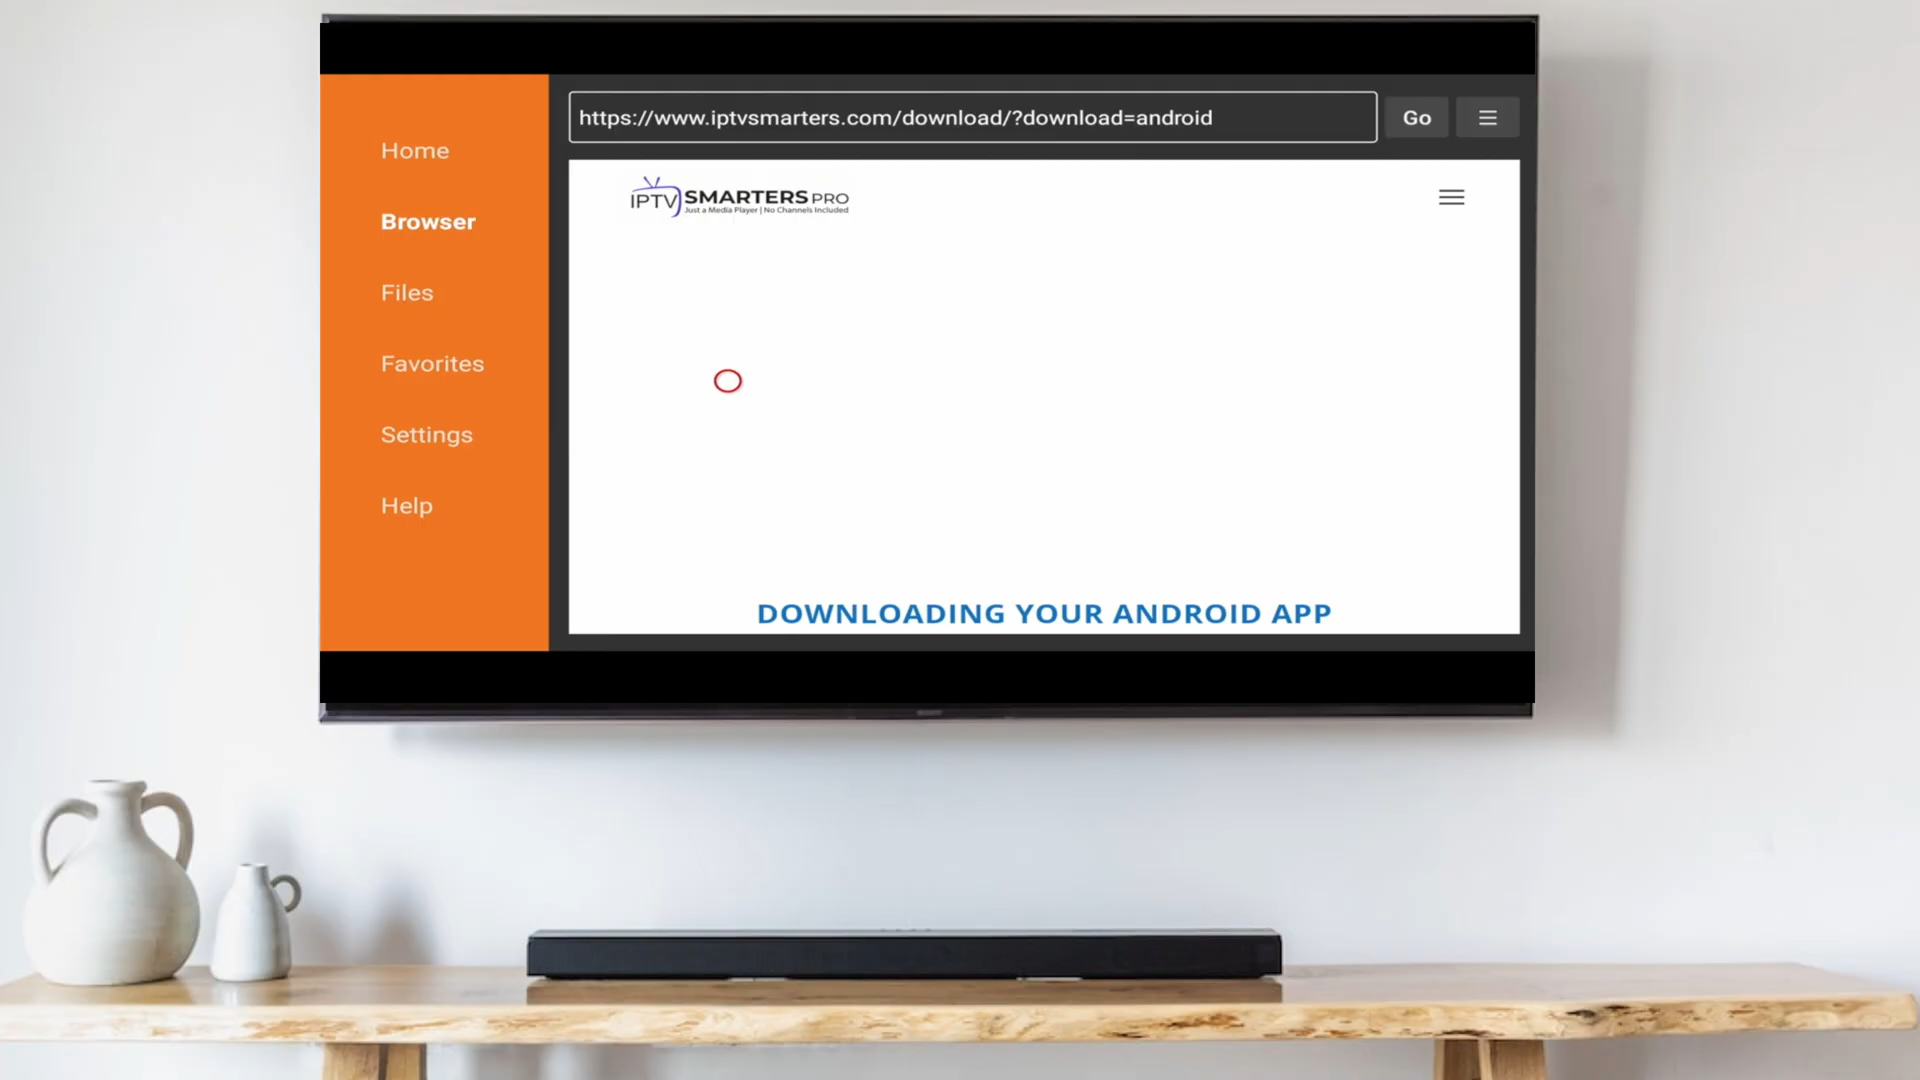 https://www.iptvsmarters.com/download/?download=android
Go
Home
Browser
Files
Favorites
Settings
Help
IPTV SMARTERS PRO
Just a Media Player | No Channels Included
DOWNLOADING YOUR ANDROID APP